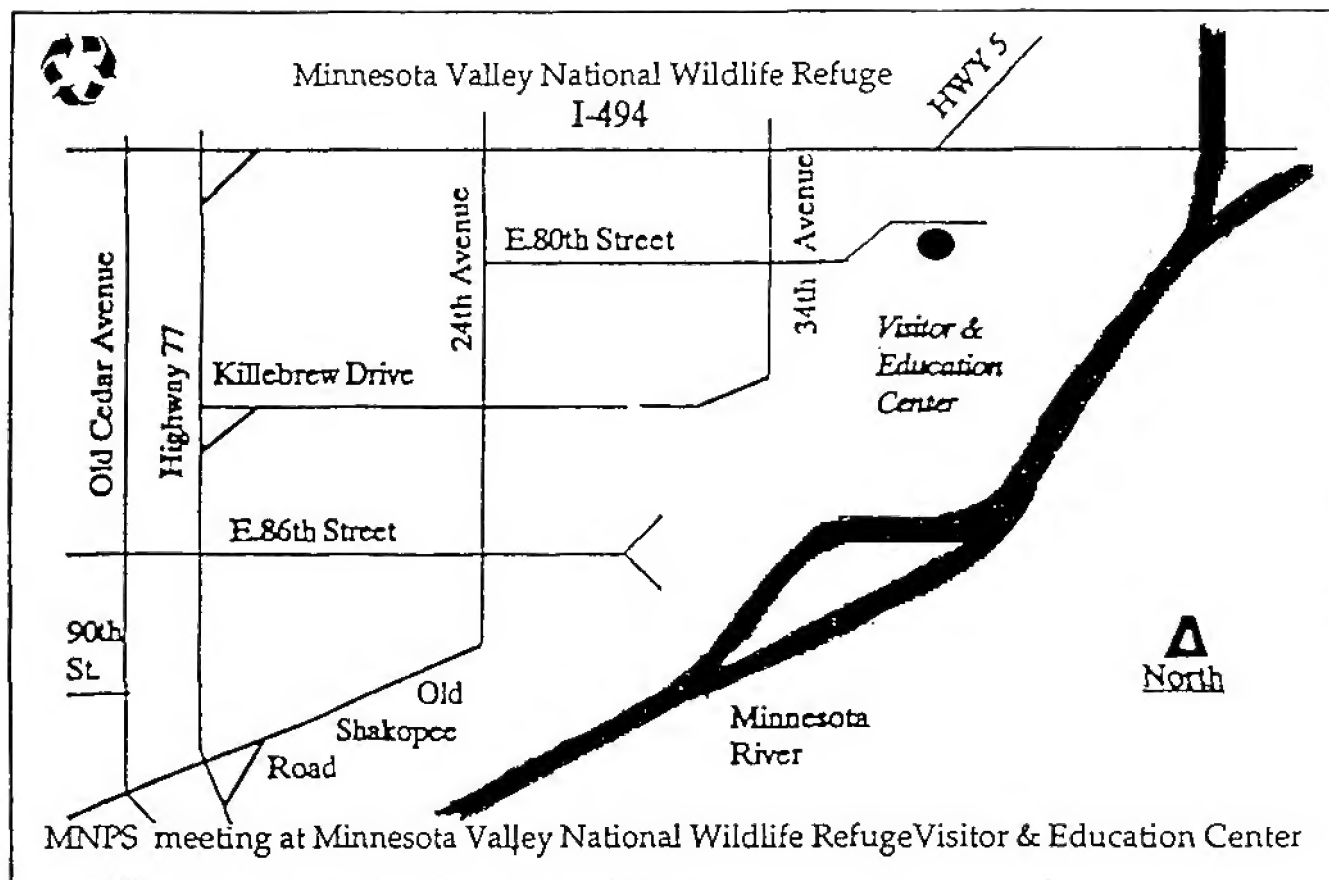 Minnesota Valley National Wildlife Refuge
I-494
HWY 5
Old Cedar Avenue
Highway 77
24th Avenue
34th Avenue
E.80th Street
Visitor &
Education
Center
Killebrew Drive
E.86th Street
90th
St.
Old
Shakopee
Road
Minnesota
River
North
MNPS meeting at Minnesota Valley National Wildlife RefugeVisitor & Education Center